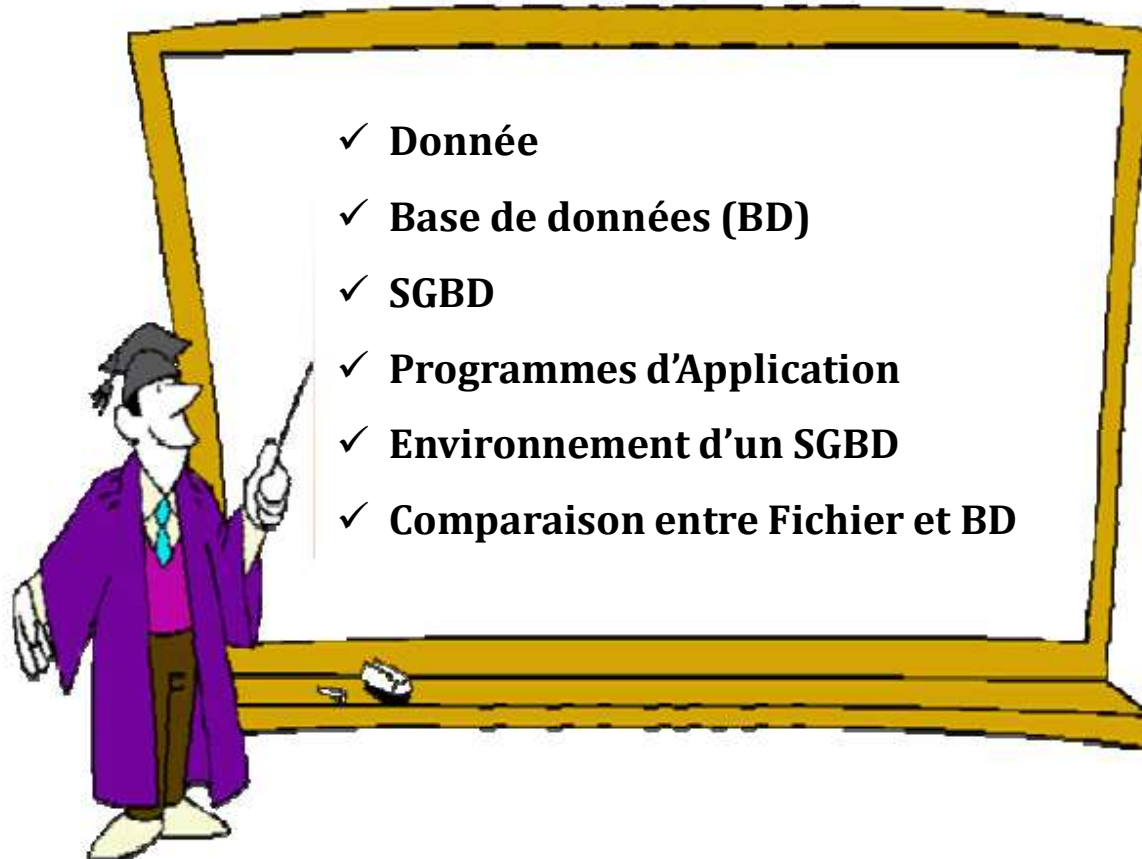 ✓ Donnée
✓ Base de données (BD)
✓ SGBD
✓ Programmes d’Application
✓ Environnement d’un SGBD
✓ Comparaison entre Fichier et BD